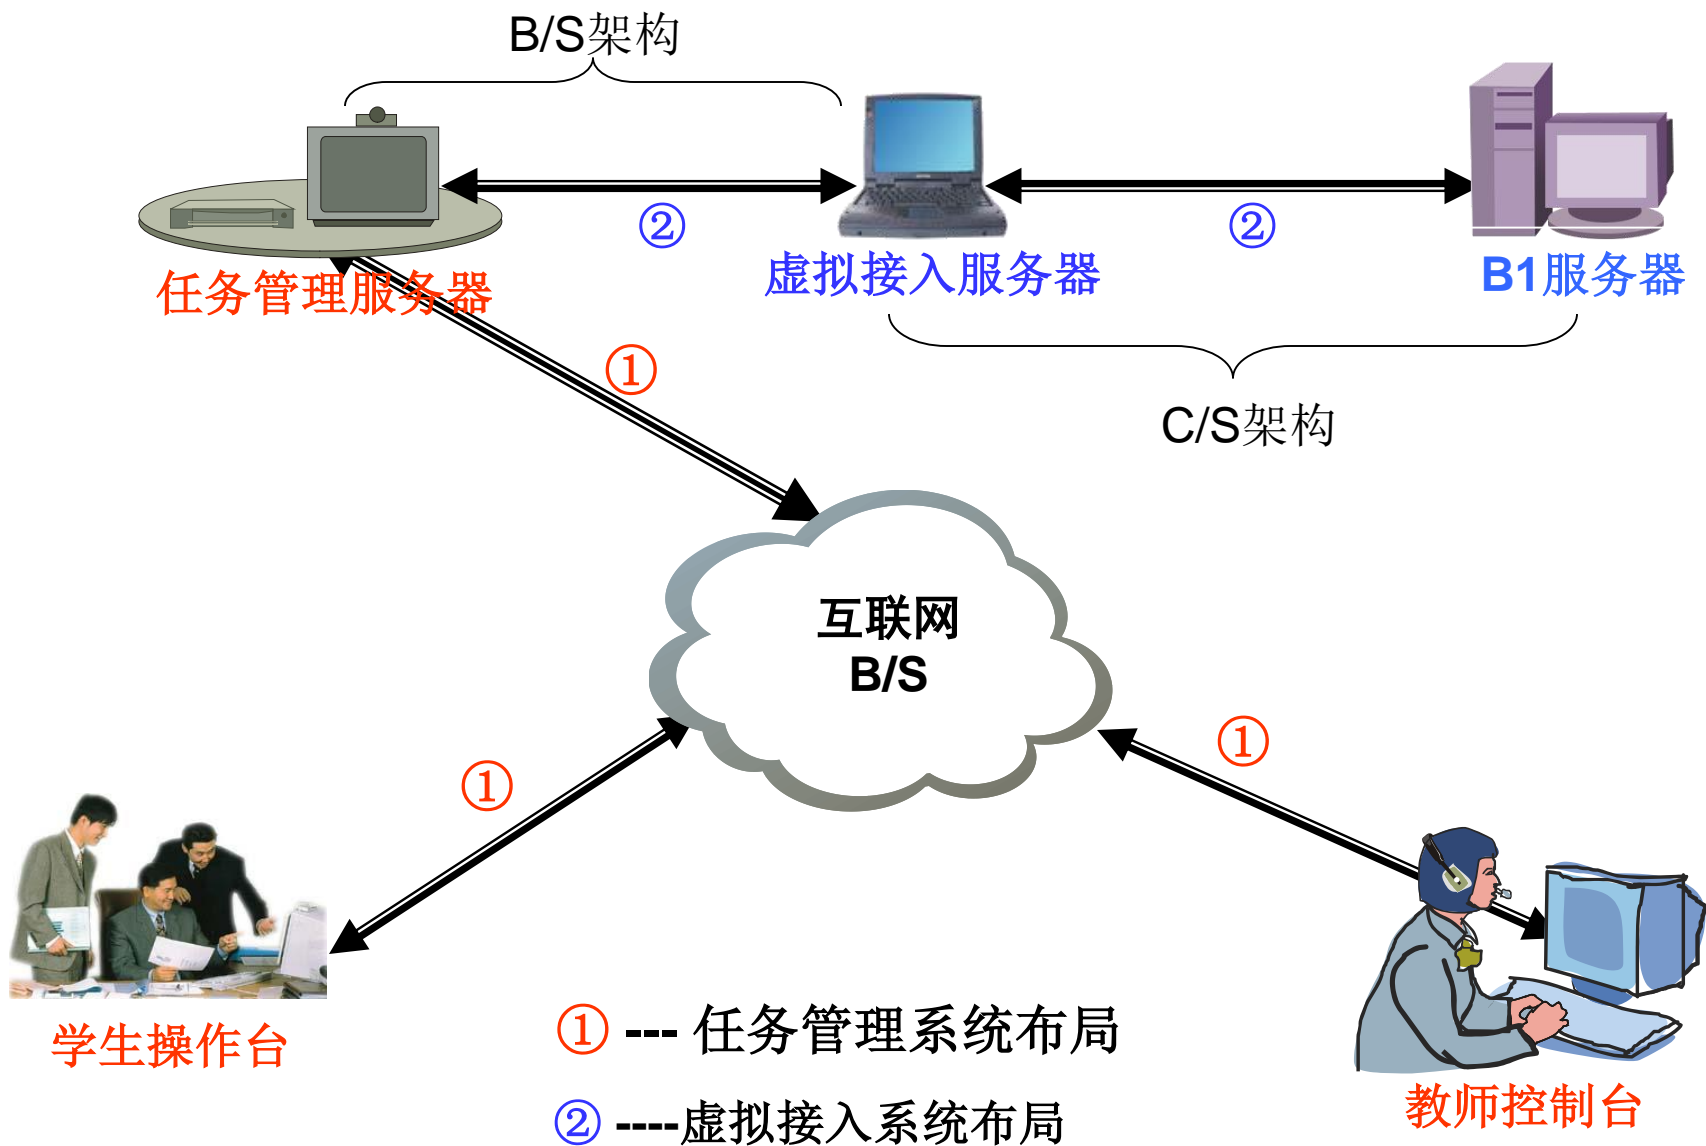 B/S架构
②
②
虚拟接入服务器
B1服务器
任务管理服务器
①
C/S架构
互联网
B/S
①
①
学生操作台
① --- 任务管理系统布局
教师控制台
② ----虚拟接入系统布局